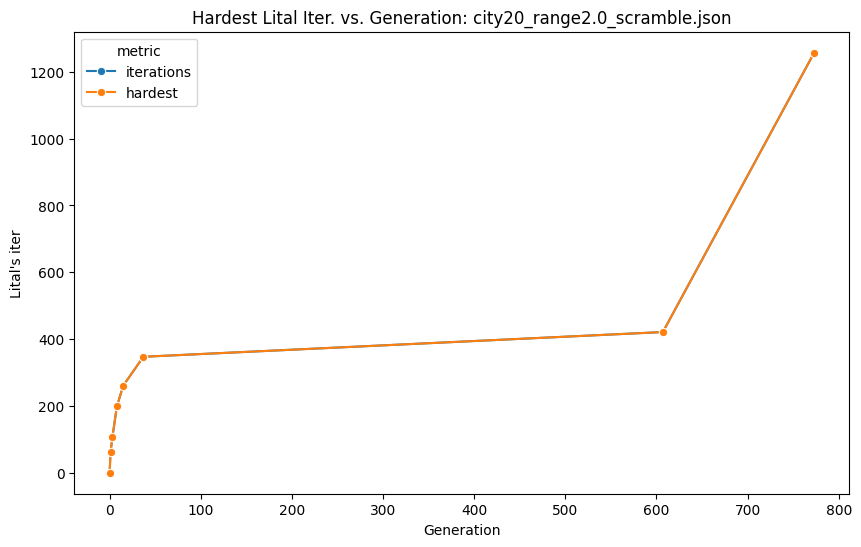 Hardest Lital Iter. vs. Generation: city20_range2.0_scramble.json
metric
iterations
hardest
1200
1000
800
600
400
200
0
Lital's iter
0 100 200 300 400 500 600 700 800
Generation